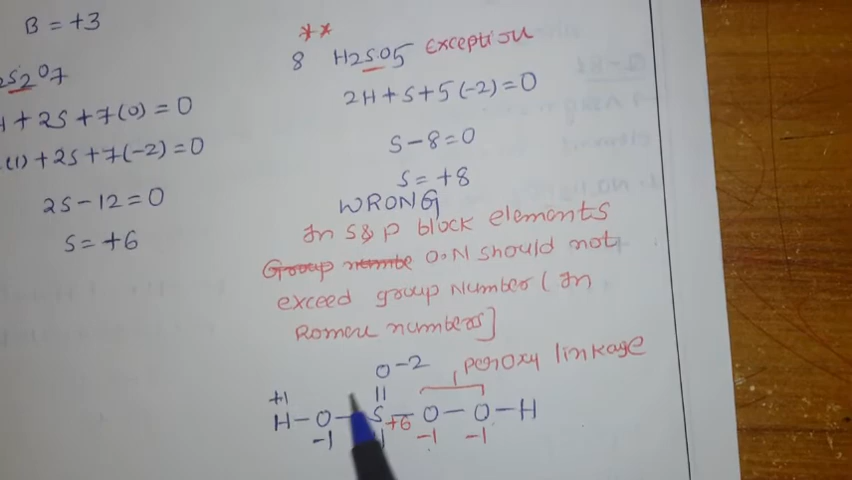 B = +3
S2O7
H + 2S + 7(0) = 0
(1) + 2S + 7(-2) = 0
2S - 12 = 0
S = +6
**
8 H2SO5 Exception
2H + S + 5(-2) = 0
S - 8 = 0
S = +8
WRONG
In S & P block elements
O.N should not
exceed group Number (In
Roman numbers]
O -2 peroxy linkage
+1 ||
H - O - S - O - O - H
+6
-1 -1 -1